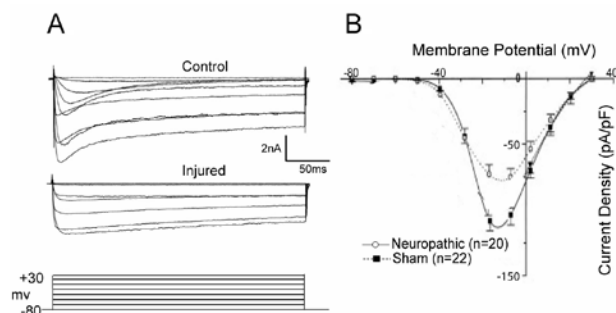 A
Control
2nA
50ms
Injured
+30
mv
-80
B
Membrane Potential (mV)
-80
-40
0
40
-50
-150
Current Density (pA/pF)
Neuropathic (n=20)
Sham (n=22)